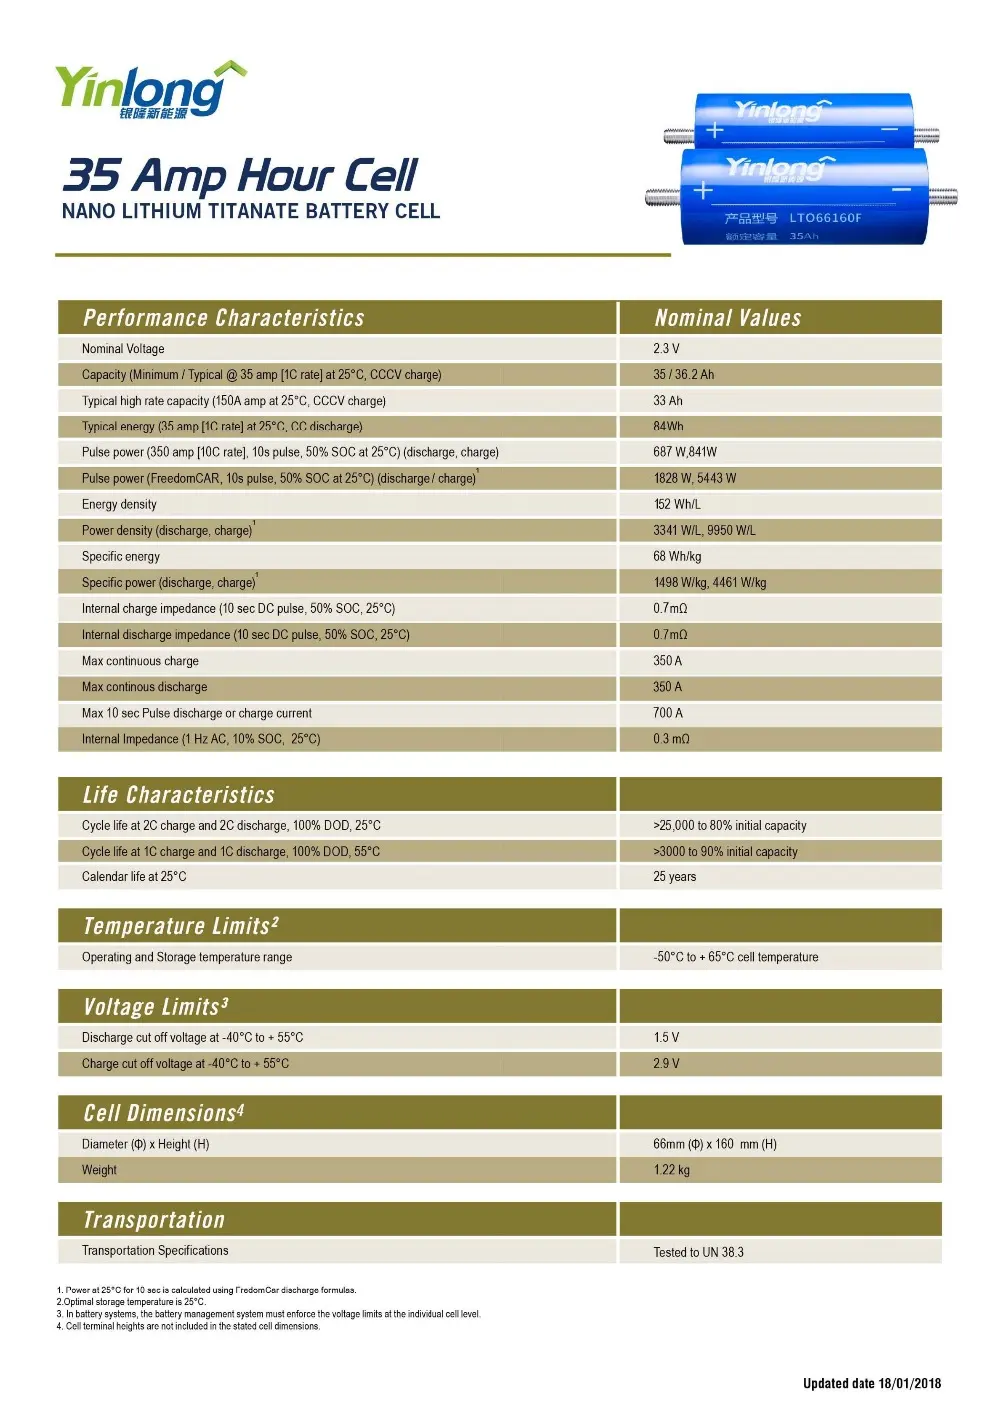 Yinlong
银隆新能源
35 Amp Hour Cell
NANO LITHIUM TITANATE BATTERY CELL
Yinlong
银隆新能源
+ −
Yinlong
银隆新能源
+ −
产品型号 LTO66160F
额定容量 35Ah
Performance Characteristics Nominal Values
Nominal Voltage 2.3 V
Capacity (Minimum / Typical @ 35 amp [1C rate] at 25°C, CCCV charge) 35 / 36.2 Ah
Typical high rate capacity (150A amp at 25°C, CCCV charge) 33 Ah
Typical energy (35 amp [1C rate] at 25°C, CC discharge) 84Wh
Pulse power (350 amp [10C rate], 10s pulse, 50% SOC at 25°C) (discharge, charge) 687 W,841W
Pulse power (FreedomCAR, 10s pulse, 50% SOC at 25°C) (discharge / charge)¹ 1828 W, 5443 W
Energy density 152 Wh/L
Power density (discharge, charge)¹ 3341 W/L, 9950 W/L
Specific energy 68 Wh/kg
Specific power (discharge, charge)¹ 1498 W/kg, 4461 W/kg
Internal charge impedance (10 sec DC pulse, 50% SOC, 25°C) 0.7mΩ
Internal discharge impedance (10 sec DC pulse, 50% SOC, 25°C) 0.7mΩ
Max continuous charge 350 A
Max continous discharge 350 A
Max 10 sec Pulse discharge or charge current 700 A
Internal Impedance (1 Hz AC, 10% SOC, 25°C) 0.3 mΩ
Life Characteristics
Cycle life at 2C charge and 2C discharge, 100% DOD, 25°C >25,000 to 80% initial capacity
Cycle life at 1C charge and 1C discharge, 100% DOD, 55°C >3000 to 90% initial capacity
Calendar life at 25°C 25 years
Temperature Limits²
Operating and Storage temperature range -50°C to + 65°C cell temperature
Voltage Limits³
Discharge cut off voltage at -40°C to + 55°C 1.5 V
Charge cut off voltage at -40°C to + 55°C 2.9 V
Cell Dimensions⁴
Diameter (Φ) x Height (H) 66mm (Φ) x 160 mm (H)
Weight 1.22 kg
Transportation
Transportation Specifications Tested to UN 38.3
1. Power at 25°C for 10 sec is calculated using FredomCar discharge formulas.
2.Optimal storage temperature is 25°C.
3. In battery systems, the battery management system must enforce the voltage limits at the individual cell level.
4. Cell terminal heights are not included in the stated cell dimensions.
Updated date 18/01/2018